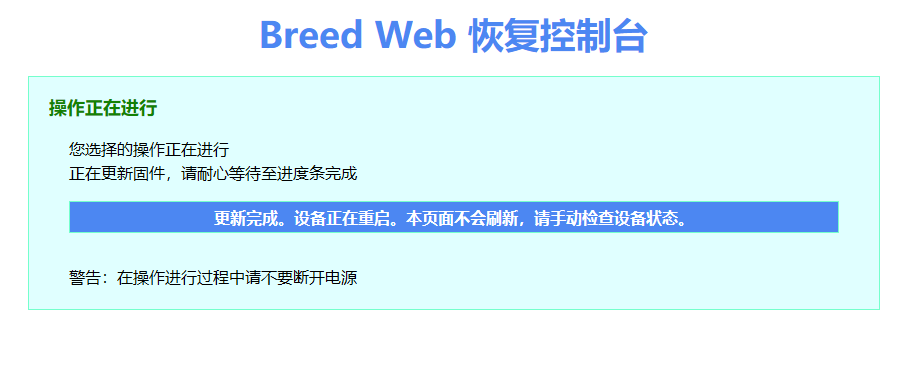 Breed Web 恢复控制台
操作正在进行
您选择的操作正在进行
正在更新固件，请耐心等待至进度条完成
更新完成。设备正在重启。本页面不会刷新，请手动检查设备状态。
警告：在操作进行过程中请不要断开电源